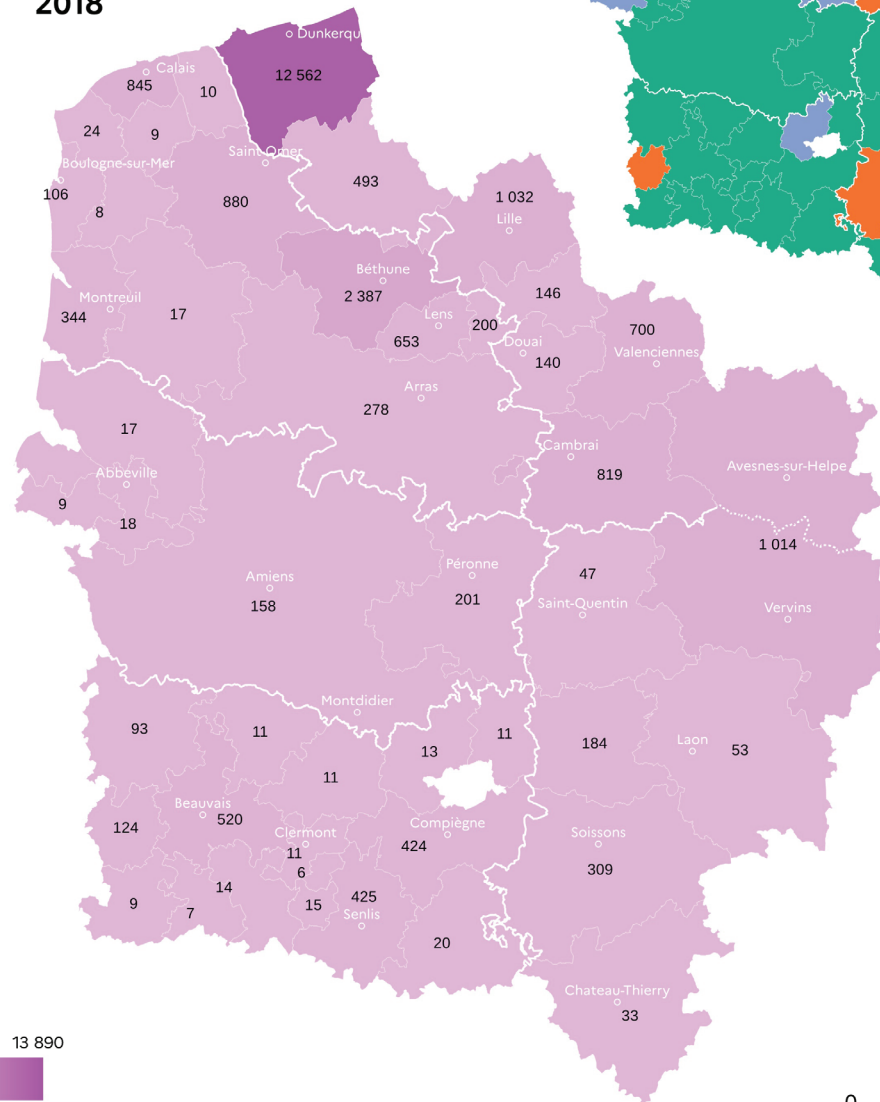 2018
Dunkerqu
12 562
Calais
845
10
24
9
Saint-Omer
Boulogne-sur-Mer
493
106
880
8
1 032
Lille
Béthune
2 387
146
Montreuil
344
17
Lens
200
653
700
Douai
140
Valenciennes
Arras
278
17
Cambrai
819
Avesnes-sur-Helpe
Abbeville
9
18
1 014
Péronne
47
Amiens
158
201
Saint-Quentin
Vervins
Montdidier
93
11
13
11
184
Laon
53
11
Beauvais
520
124
Clermont
Compiègne
424
Soissons
11
6
309
14
425
9
7
15
Senlis
20
Chateau-Thierry
33
13 890
0